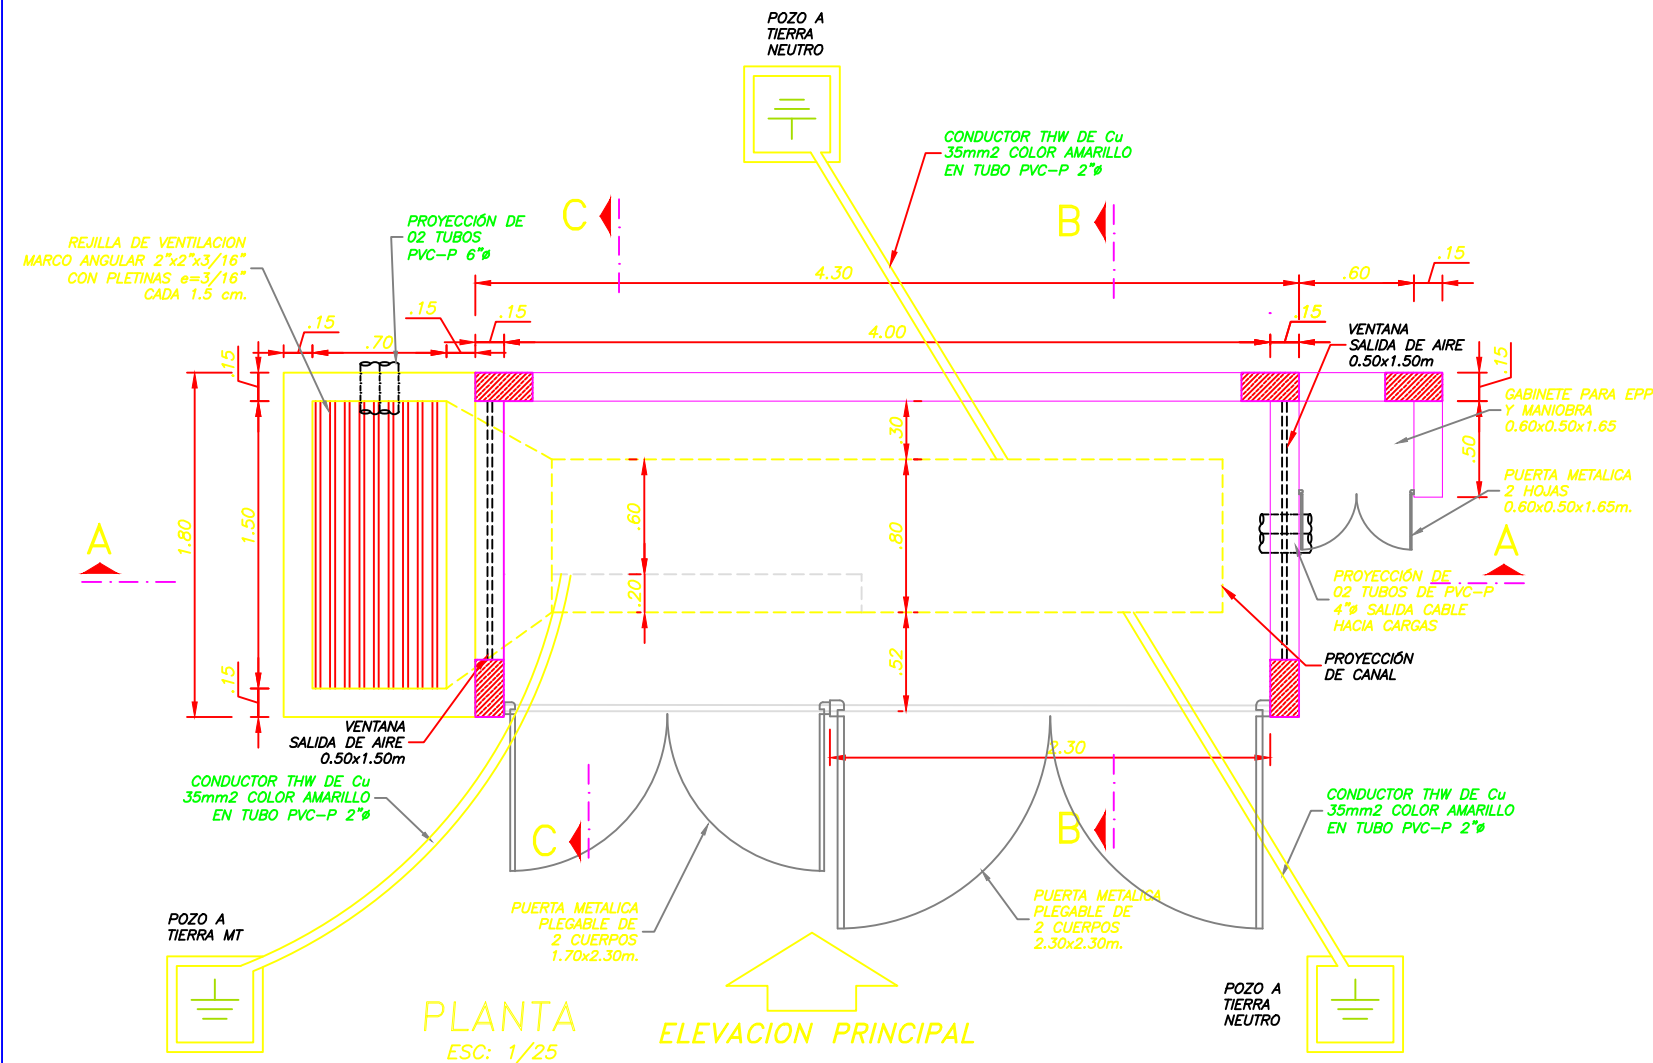 POZO A
TIERRA
NEUTRO
CONDUCTOR THW DE Cu
35mm2 COLOR AMARILLO
EN TUBO PVC-P 2"ø
C
B
PROYECCIÓN DE
02 TUBOS
PVC-P 6"ø
REJILLA DE VENTILACION
MARCO ANGULAR 2"x2"x3/16"
CON PLETINAS e=3/16"
CADA 1.5 cm.
4.30
.60
.15
.15
.70
.15
.15
4.00
.15
VENTANA
SALIDA DE AIRE
0.50x1.50m
.15
.15
GABINETE PARA EPP
Y MANIOBRA
0.60x0.50x1.65
.50
PUERTA METALICA
2 HOJAS
0.60x0.50x1.65m.
.30
.60
.80
.20
.52
1.80
1.50
.15
A
A
PROYECCIÓN DE
02 TUBOS DE PVC-P
4"ø SALIDA CABLE
HACIA CARGAS
PROYECCIÓN
DE CANAL
VENTANA
SALIDA DE AIRE
0.50x1.50m
2.30
CONDUCTOR THW DE Cu
35mm2 COLOR AMARILLO
EN TUBO PVC-P 2"ø
CONDUCTOR THW DE Cu
35mm2 COLOR AMARILLO
EN TUBO PVC-P 2"ø
C
B
PUERTA METALICA
PLEGABLE DE
2 CUERPOS
1.70x2.30m.
PUERTA METALICA
PLEGABLE DE
2 CUERPOS
2.30x2.30m.
POZO A
TIERRA MT
POZO A
TIERRA
NEUTRO
PLANTA
ESC: 1/25
ELEVACION PRINCIPAL